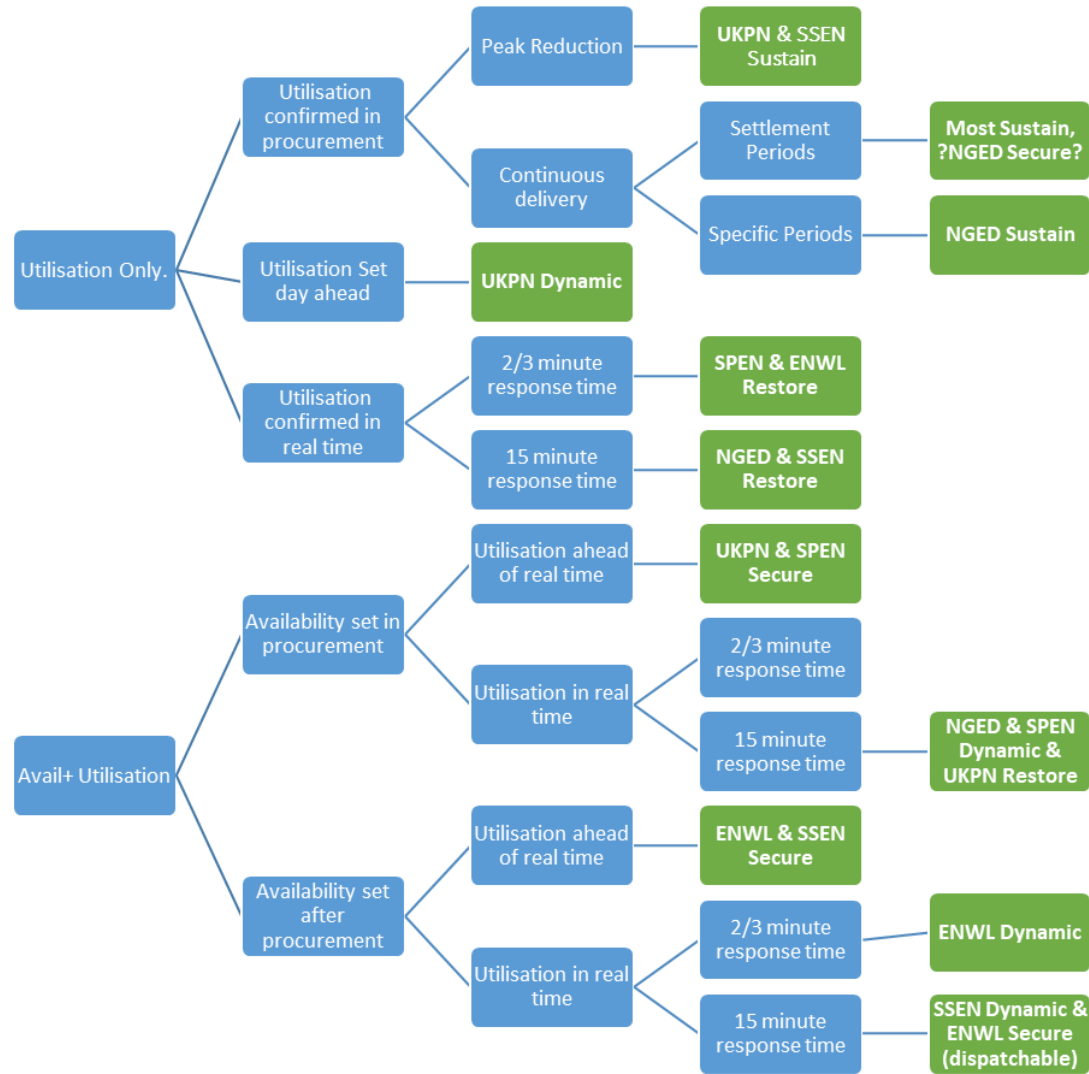 Utilisation Only.
Utilisation
confirmed in
procurement
Peak Reduction
UKPN & SSEN
Sustain
Continuous
delivery
Settlement
Periods
Most Sustain,
?NGED Secure?
Specific Periods
NGED Sustain
Utilisation Set
day ahead
UKPN Dynamic
Utilisation
confirmed in
real time
2/3 minute
response time
SPEN & ENWL
Restore
15 minute
response time
NGED & SSEN
Restore
Avail+ Utilisation
Availability set in
procurement
Utilisation ahead
of real time
UKPN & SPEN
Secure
Utilisation in real
time
2/3 minute
response time
15 minute
response time
NGED & SPEN
Dynamic &
UKPN Restore
Availability set
after
procurement
Utilisation ahead
of real time
ENWL & SSEN
Secure
Utilisation in real
time
2/3 minute
response time
ENWL Dynamic
15 minute
response time
SSEN Dynamic &
ENWL Secure
(dispatchable)